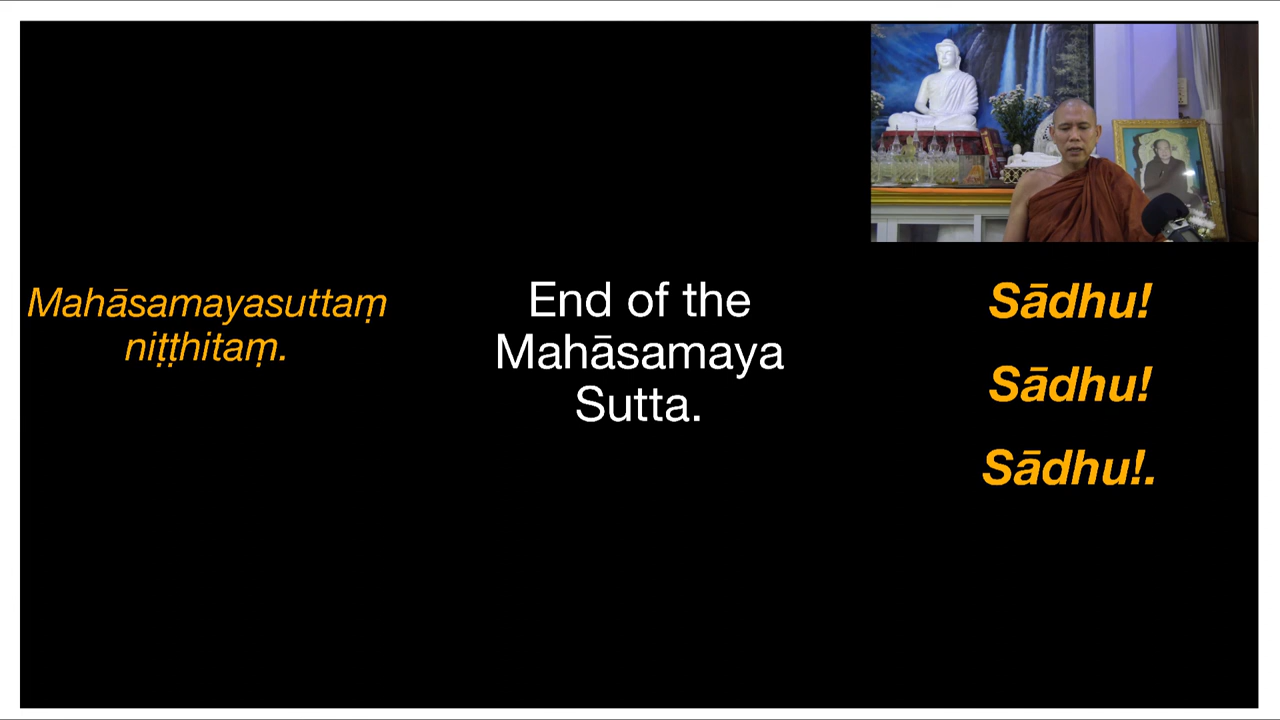 Mahāsamayasuttaṃ
niṭṭhitaṃ.
End of the
Mahāsamaya
Sutta.
Sādhu!
Sādhu!
Sādhu!.